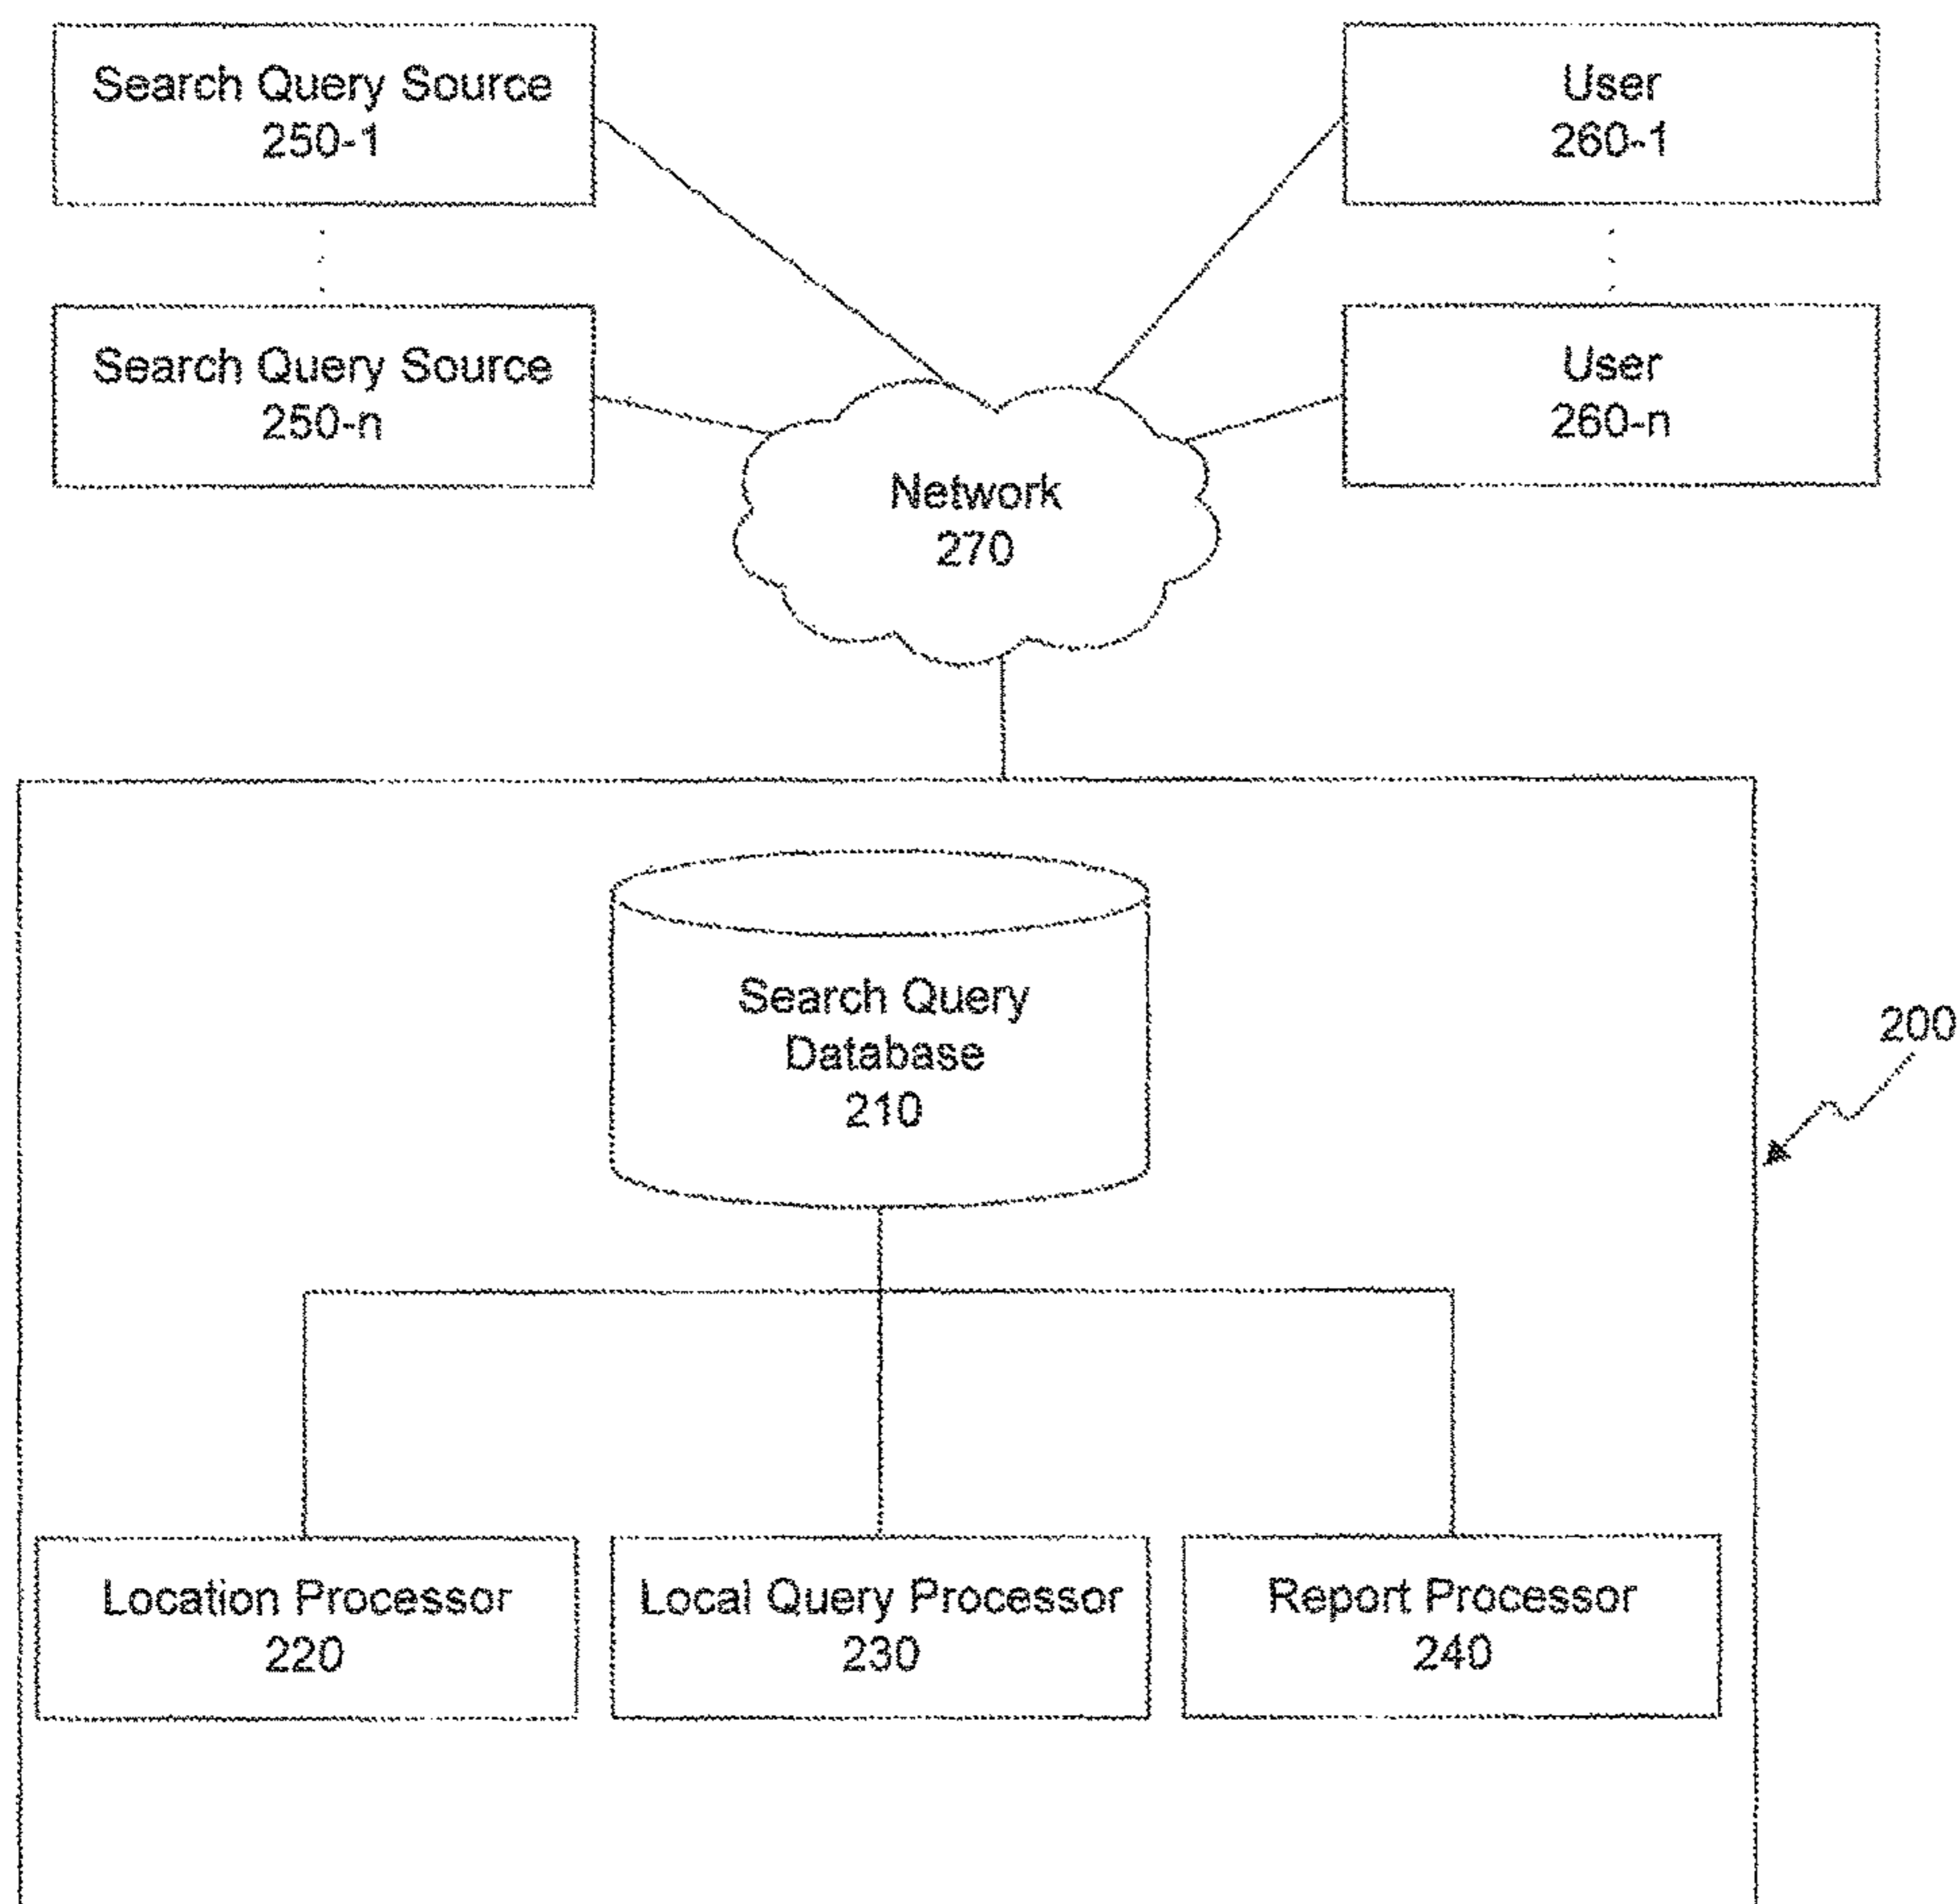 Search Query Source
250-1
User
260-1
Search Query Source
250-n
User
260-n
Network
270
Search Query
Database
210
200
Location Processor
220
Local Query Processor
230
Report Processor
240